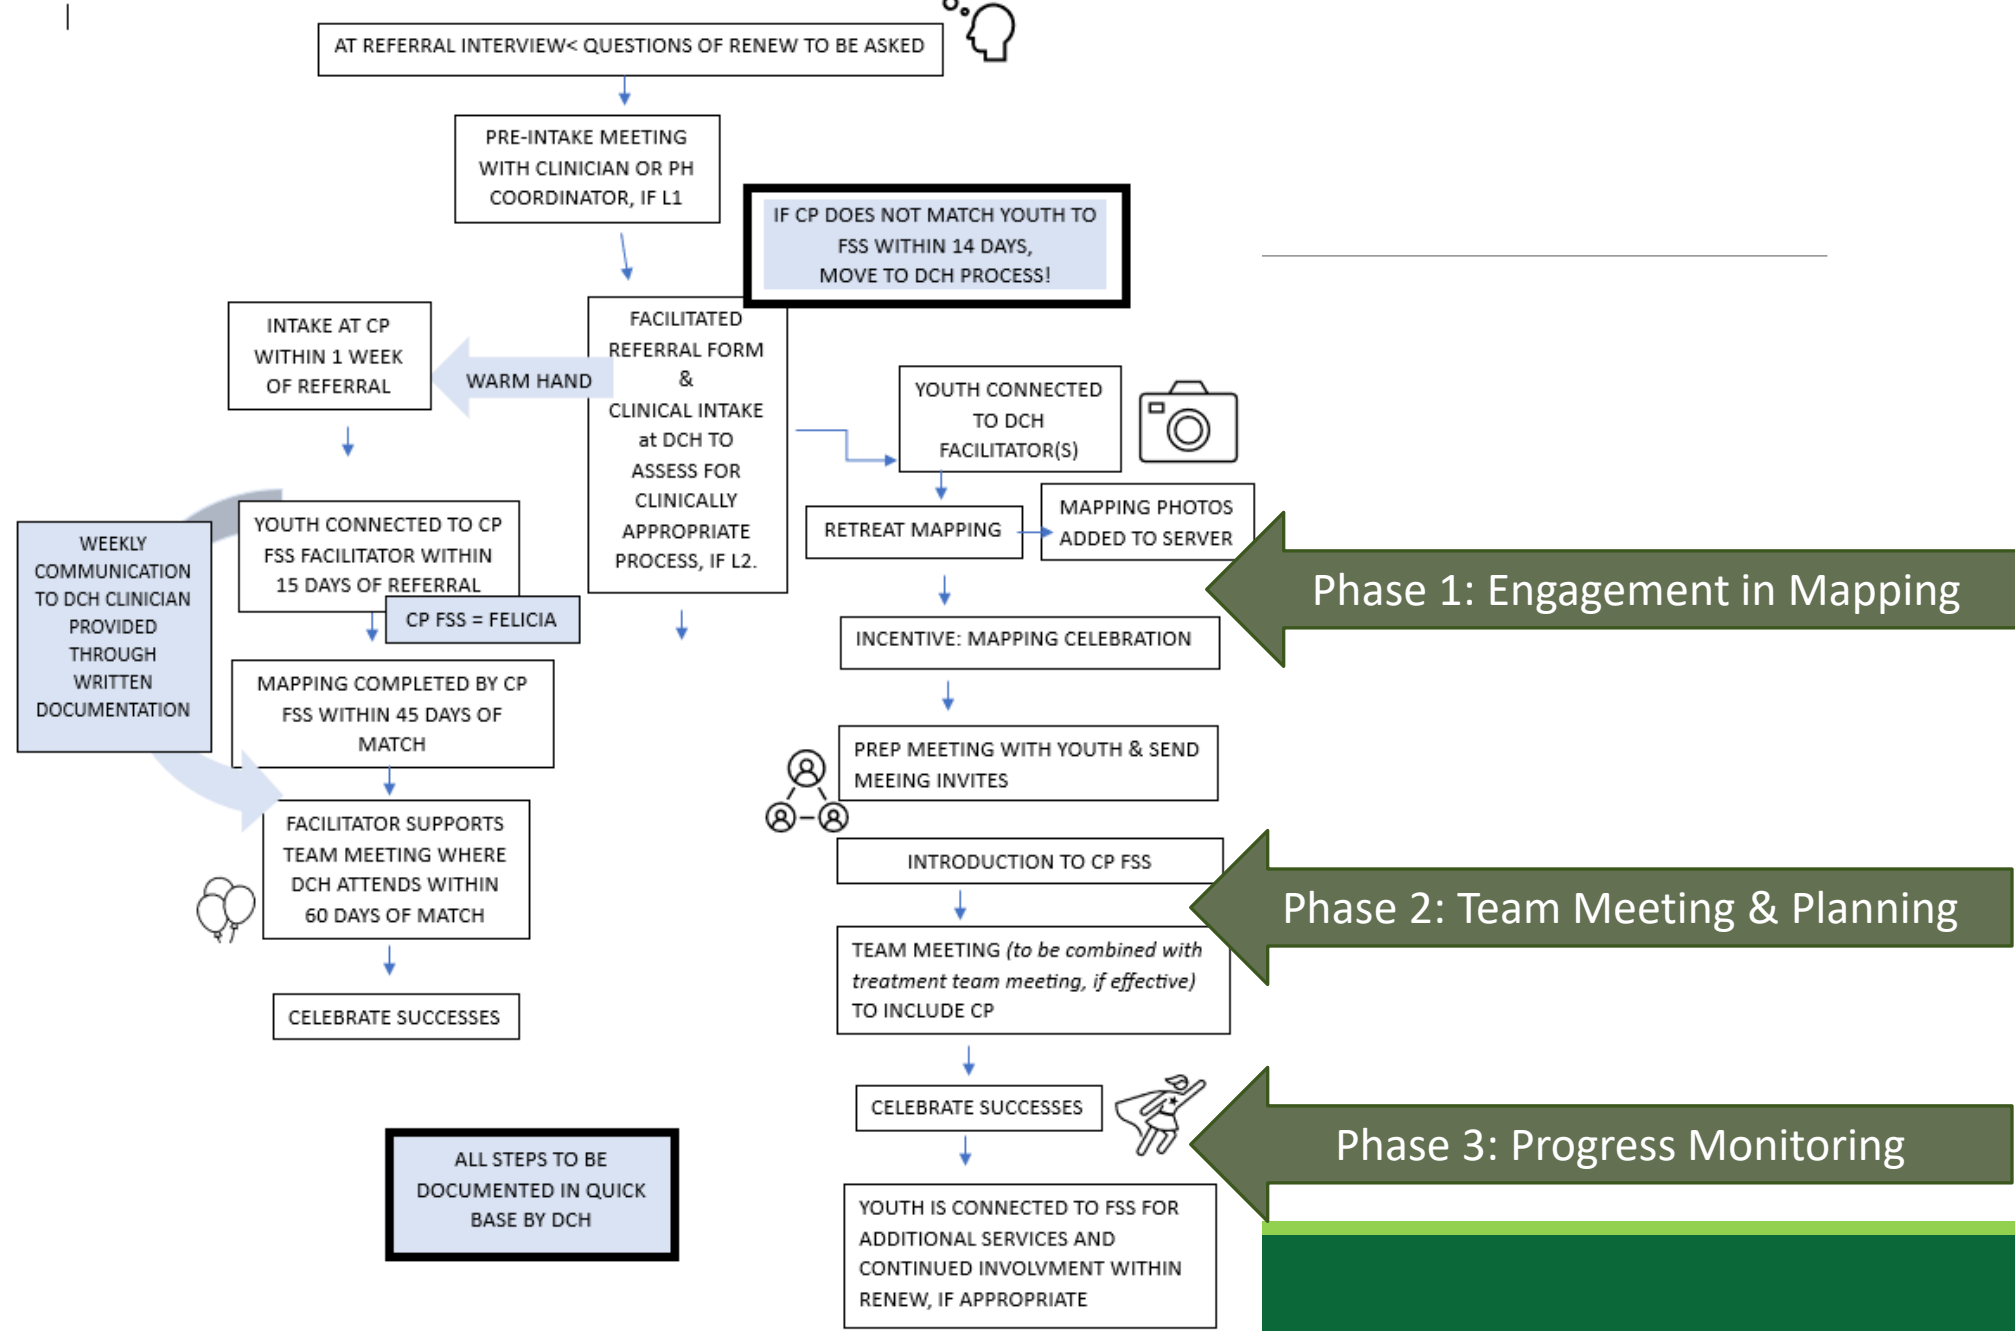 AT REFERRAL INTERVIEW< QUESTIONS OF RENEW TO BE ASKED
PRE-INTAKE MEETING
WITH CLINICIAN OR PH
COORDINATOR, IF L1
IF CP DOES NOT MATCH YOUTH TO
FSS WITHIN 14 DAYS,
MOVE TO DCH PROCESS!
INTAKE AT CP
WITHIN 1 WEEK
OF REFERRAL
WARM HAND
FACILITATED
REFERRAL FORM
&
CLINICAL INTAKE
at DCH TO
ASSESS FOR
CLINICALLY
APPROPRIATE
PROCESS, IF L2.
YOUTH CONNECTED
TO DCH
FACILITATOR(S)
RETREAT MAPPING
MAPPING PHOTOS
ADDED TO SERVER
WEEKLY
COMMUNICATION
TO DCH CLINICIAN
PROVIDED
THROUGH
WRITTEN
DOCUMENTATION
YOUTH CONNECTED TO CP
FSS FACILITATOR WITHIN
15 DAYS OF REFERRAL
CP FSS = FELICIA
Phase 1: Engagement in Mapping
INCENTIVE: MAPPING CELEBRATION
MAPPING COMPLETED BY CP
FSS WITHIN 45 DAYS OF
MATCH
PREP MEETING WITH YOUTH & SEND
MEEING INVITES
FACILITATOR SUPPORTS
TEAM MEETING WHERE
DCH ATTENDS WITHIN
60 DAYS OF MATCH
INTRODUCTION TO CP FSS
Phase 2: Team Meeting & Planning
TEAM MEETING (to be combined with
treatment team meeting, if effective)
TO INCLUDE CP
CELEBRATE SUCCESSES
CELEBRATE SUCCESSES
Phase 3: Progress Monitoring
ALL STEPS TO BE
DOCUMENTED IN QUICK
BASE BY DCH
YOUTH IS CONNECTED TO FSS FOR
ADDITIONAL SERVICES AND
CONTINUED INVOLVMENT WITHIN
RENEW, IF APPROPRIATE